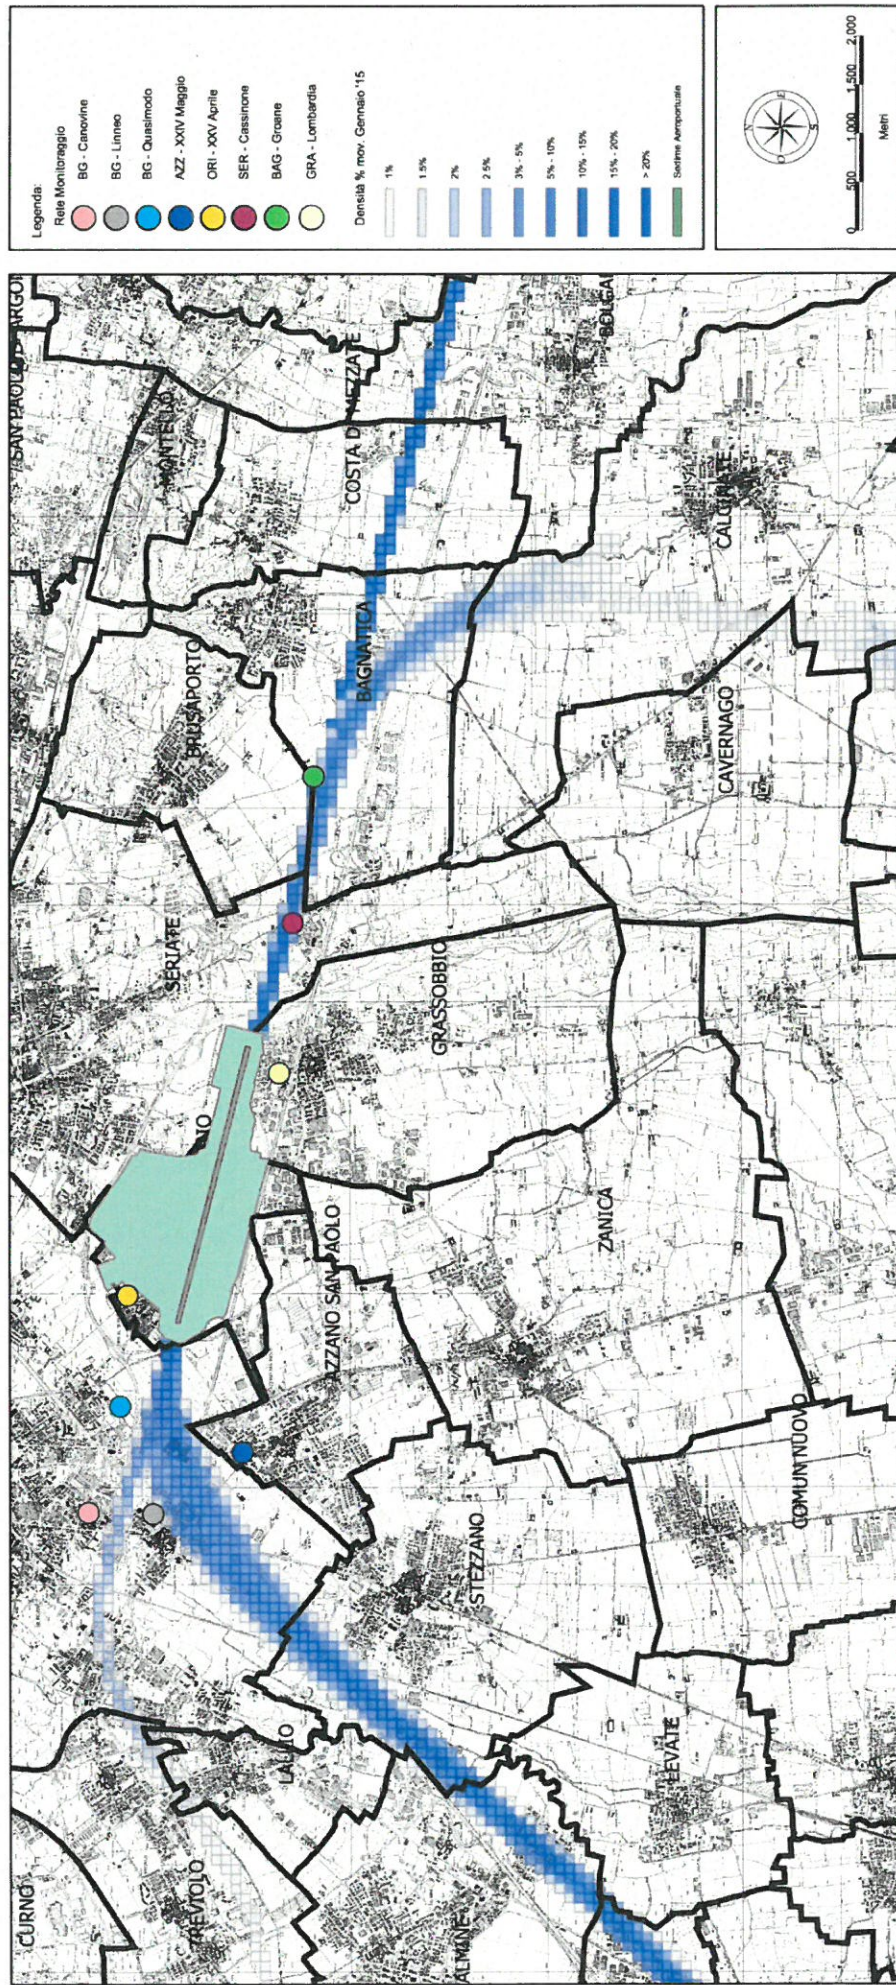 Legenda:
Rete Monitoraggio
BG - Canovine
BG - Linneo
BG - Quasimodo
AZZ - XXIV Maggio
ORI - XXV Aprile
SER - Cassinone
BAG - Groane
GRA - Lombardia
Densità % mov. Gennaio '15
1%
1.5%
2%
2.5%
3% - 5%
5% - 10%
10% - 15%
15% - 20%
> 20%
Sedime Aeroportuale
N
E
S
O
0 500 1.000 1.500 2.000
Metri
CURNO
TREVIOLO
LALLIO
ALMINE
STEZZANO
LEVATE
COMUN NUOVO
AZZANO SAN PAOLO
ZANICA
GRASSOBBIO
SERIATE
BRUSAPORTO
BAGNATICA
CAVERNAGO
MONTELLO
COSTA DI MEZZATE
CALCINATE
BOLGAR
SAN PAOLO D'ARGON